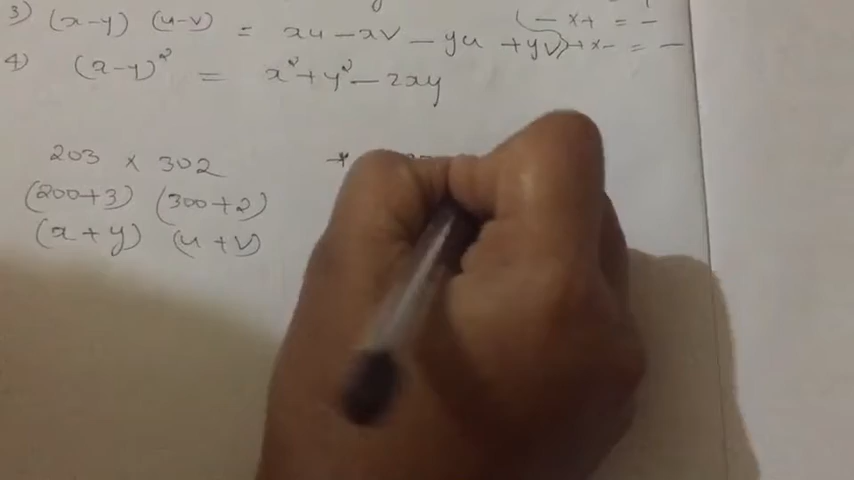 3) (x-y) (u-v) = xu - xv - yu + yv
- x + = -
+ x - = -
4) (x-y)² = x² + y² - 2xy
203 x 302
(200+3) (300+2)
(x+y) (u+v)